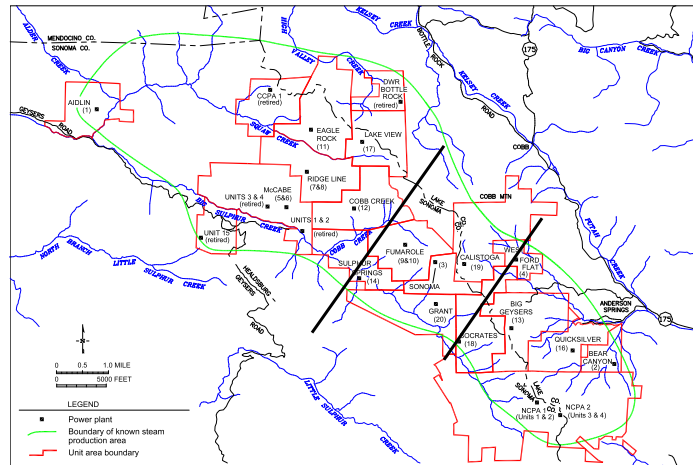 MENDOCINO CO.
SONOMA CO.
ALDER
CREEK
HIGH
VALLEY
CREEK
KELSEY
CREEK
BOTTLE
ROCK
175
BIG
CANYON
CREEK
DWR
BOTTLE
ROCK
(retired)
CCPA 1
(retired)
AIDLIN
(1)
GEYSERS
ROAD
SQUAW CREEK
EAGLE
ROCK
(11)
LAKE VIEW
(17)
KELSEY
CREEK
ROAD
COBB
RIDGE LINE
(7&8)
McCABE
(5&6)
UNITS 3 & 4
(retired)
COBB CREEK
(12)
LAKE
SONOMA
CO.
CO.
COBB MTN
BIG
SULPHUR
CREEK
UNITS 1 & 2
(retired)
UNIT 15
(retired)
COBB CREEK
PUTAH
CREEK
NORTH
BRANCH
LITTLE
SULPHUR
CREEK
FUMAROLE
(9&10)
SULPHUR
SPRINGS
(14)
(3)
SONOMA
CALISTOGA
(19)
WEST
FORD
FLAT
(4)
HEALDSBURG
GEYSERS
ROAD
GRANT
(20)
BIG
GEYSERS
(13)
ANDERSON
SPRINGS
175
SOCRATES
(18)
QUICKSILVER
(16)
BEAR
CANYON
(2)
N
0
0.5
1.0 MILE
0
5000 FEET
LITTLE
SULPHUR
CREEK
LAKE CO.
SONOMA CO.
NCPA 1
(Units 1 & 2)
NCPA 2
(Units 3 & 4)
LEGEND
Power plant
Boundary of known steam
production area
Unit area boundary